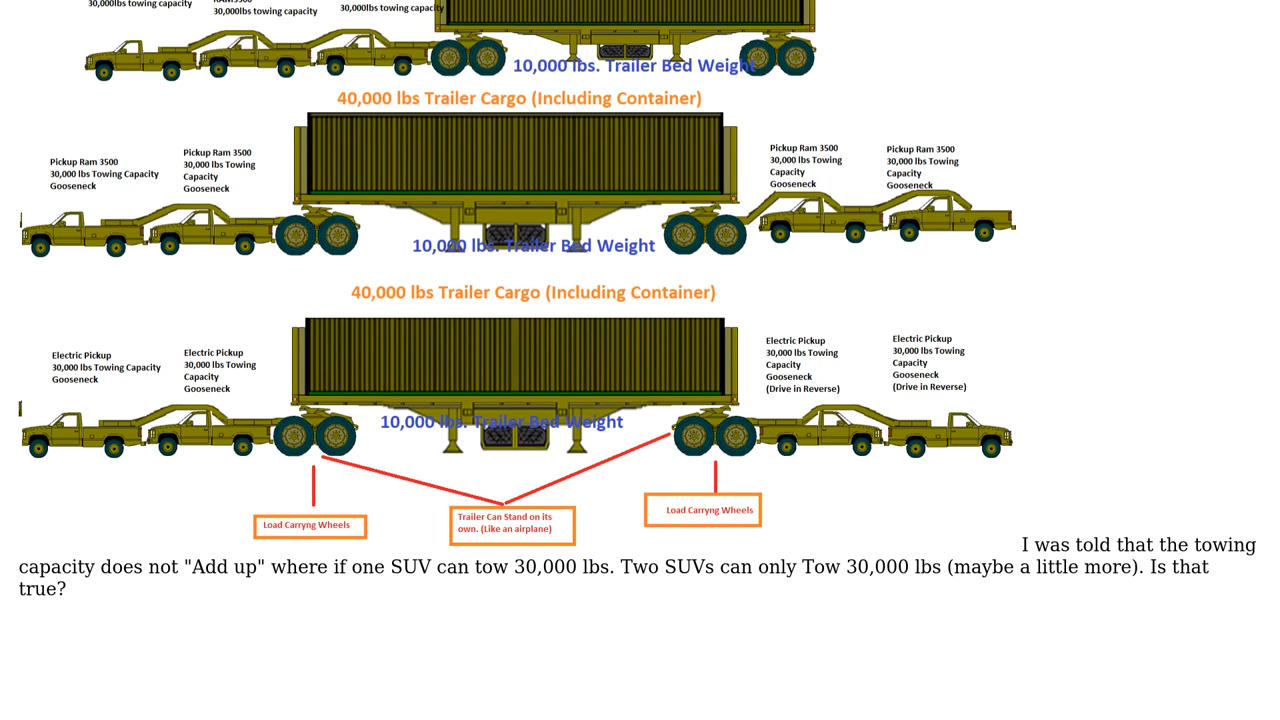 30,000lbs towing capacity
30,000lbs towing capacity
30,000lbs towing capacity
10,000 lbs. Trailer Bed Weight
40,000 lbs Trailer Cargo (Including Container)
Pickup Ram 3500
30,000 lbs Towing Capacity
Gooseneck
Pickup Ram 3500
30,000 lbs Towing
Capacity
Gooseneck
Pickup Ram 3500
30,000 lbs Towing
Capacity
Gooseneck
Pickup Ram 3500
30,000 lbs Towing
Capacity
Gooseneck
10,000 lbs. Trailer Bed Weight
40,000 lbs Trailer Cargo (Including Container)
Electric Pickup
30,000 lbs Towing Capacity
Gooseneck
Electric Pickup
30,000 lbs Towing
Capacity
Gooseneck
Electric Pickup
30,000 lbs Towing
Capacity
Gooseneck
(Drive in Reverse)
Electric Pickup
30,000 lbs Towing
Capacity
Gooseneck
(Drive in Reverse)
10,000 lbs. Trailer Bed Weight
Load Carryng Wheels
Trailer Can Stand on its
own. (Like an airplane)
Load Carryng Wheels
I was told that the towing
capacity does not "Add up" where if one SUV can tow 30,000 lbs. Two SUVs can only Tow 30,000 lbs (maybe a little more). Is that
true?